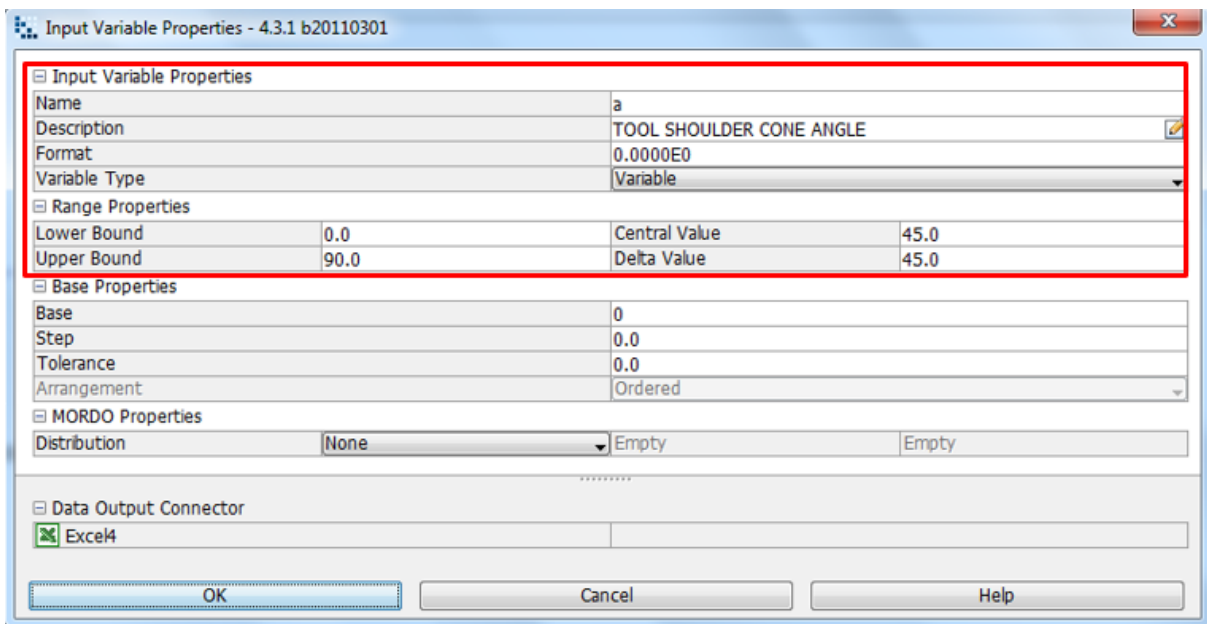 Input Variable Properties - 4.3.1 b20110301
Input Variable Properties
Name a
Description TOOL SHOULDER CONE ANGLE
Format 0.0000E0
Variable Type Variable
Range Properties
Lower Bound 0.0 Central Value 45.0
Upper Bound 90.0 Delta Value 45.0
Base Properties
Base 0
Step 0.0
Tolerance 0.0
Arrangement Ordered
MORDO Properties
Distribution None Empty Empty
Data Output Connector
Excel4
OK Cancel Help